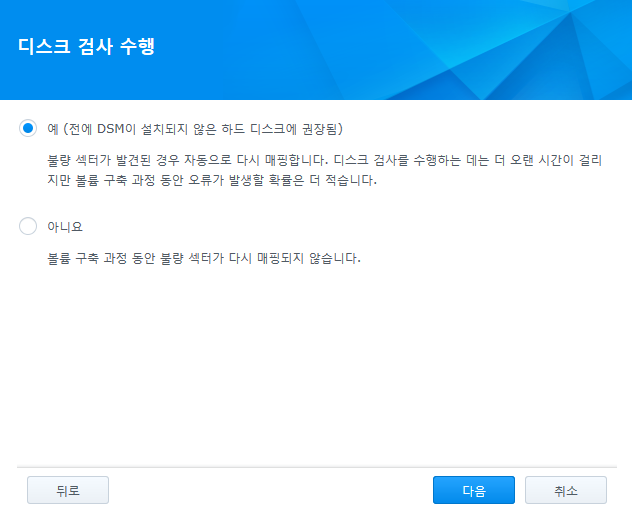 디스크 검사 수행
예 (전에 DSM이 설치되지 않은 하드 디스크에 권장됨)
불량 섹터가 발견된 경우 자동으로 다시 매핑합니다. 디스크 검사를 수행하는 데는 더 오랜 시간이 걸리
지만 볼륨 구축 과정 동안 오류가 발생할 확률은 더 적습니다.
아니요
볼륨 구축 과정 동안 불량 섹터가 다시 매핑되지 않습니다.
뒤로
다음
취소